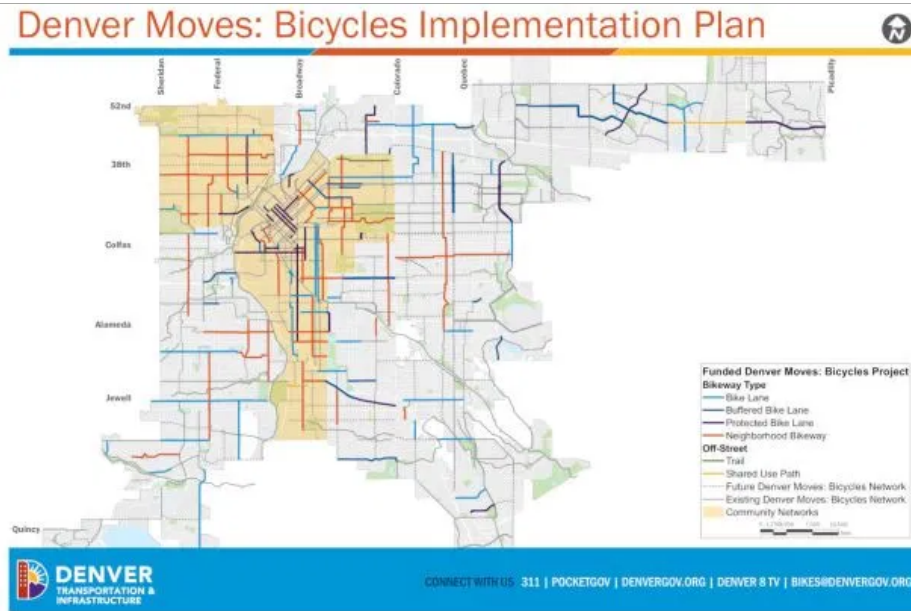 Denver Moves: Bicycles Implementation Plan
N
Sheridan
Federal
Broadway
Colorado
Quebec
Picadilly
52nd
38th
Colfax
Alameda
Jewell
Quincy
Funded Denver Moves: Bicycles Project
Bikeway Type
Bike Lane
Buffered Bike Lane
Protected Bike Lane
Neighborhood Bikeway
Off-Street
Trail
Shared Use Path
Future Denver Moves: Bicycles Network
Existing Denver Moves: Bicycles Network
Community Networks
DENVER
TRANSPORTATION &
INFRASTRUCTURE
CONNECT WITH US 311 | POCKETGOV | DENVERGOV.ORG | DENVER 8 TV | BIKES@DENVERGOV.ORG